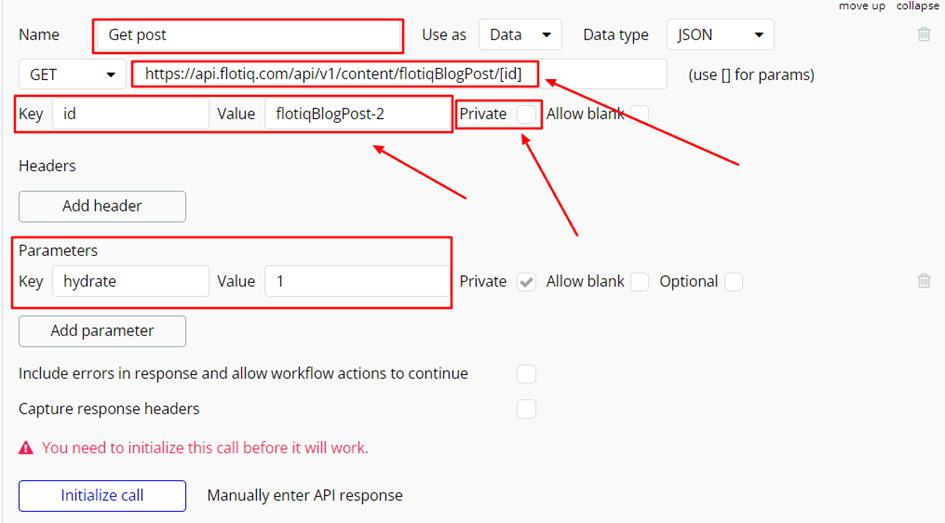 move up collapse
Name Get post Use as Data Data type JSON
GET https://api.flotiq.com/api/v1/content/flotiqBlogPost/[id] (use [] for params)
Key id Value flotiqBlogPost-2 Private Allow blank
Headers
Add header
Parameters
Key hydrate Value 1 Private Allow blank Optional
Add parameter
Include errors in response and allow workflow actions to continue
Capture response headers
You need to initialize this call before it will work.
Initialize call Manually enter API response